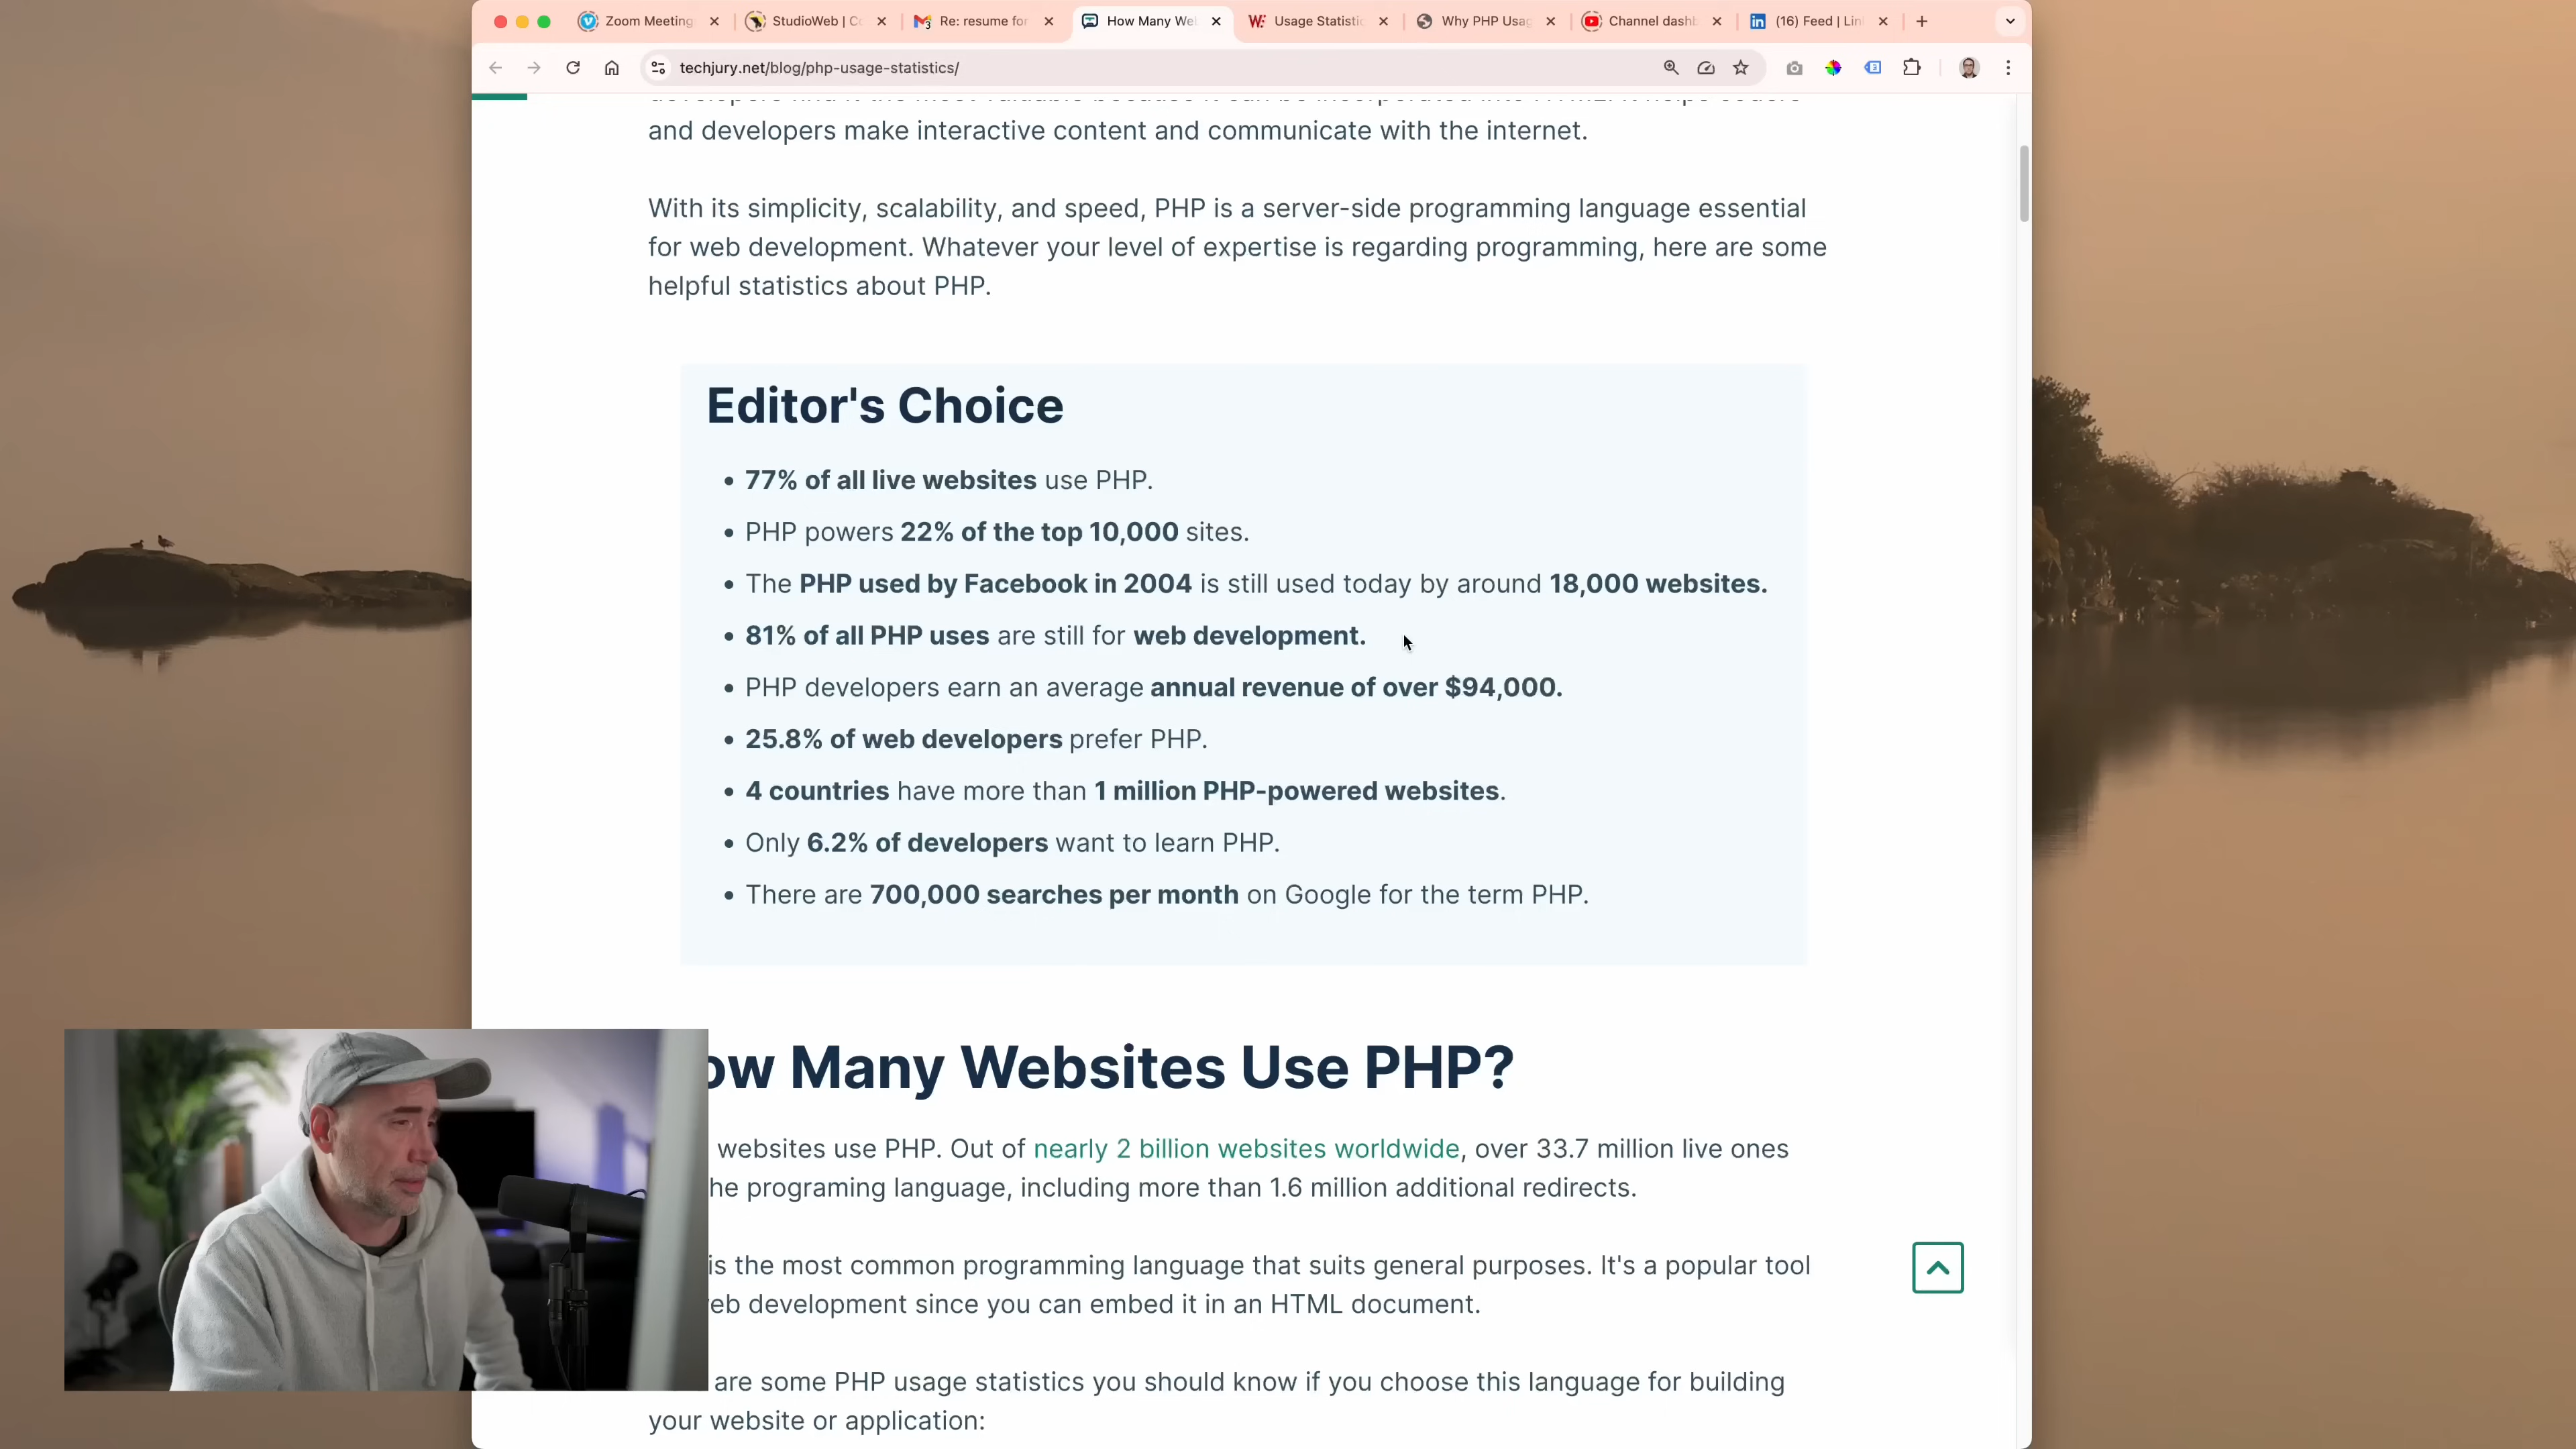 Zoom Meeting
StudioWeb | Co
Re: resume for
How Many Wel
Usage Statistic
Why PHP Usag
Channel dashb
(16) Feed | Lin
techjury.net/blog/php-usage-statistics/
and developers make interactive content and communicate with the internet.
With its simplicity, scalability, and speed, PHP is a server-side programming language essential
for web development. Whatever your level of expertise is regarding programming, here are some
helpful statistics about PHP.
Editor's Choice
• 77% of all live websites use PHP.
• PHP powers 22% of the top 10,000 sites.
• The PHP used by Facebook in 2004 is still used today by around 18,000 websites.
• 81% of all PHP uses are still for web development.
• PHP developers earn an average annual revenue of over $94,000.
• 25.8% of web developers prefer PHP.
• 4 countries have more than 1 million PHP-powered websites.
• Only 6.2% of developers want to learn PHP.
• There are 700,000 searches per month on Google for the term PHP.
ow Many Websites Use PHP?
websites use PHP. Out of nearly 2 billion websites worldwide, over 33.7 million live ones
he programing language, including more than 1.6 million additional redirects.
is the most common programming language that suits general purposes. It's a popular tool
eb development since you can embed it in an HTML document.
are some PHP usage statistics you should know if you choose this language for building
your website or application: